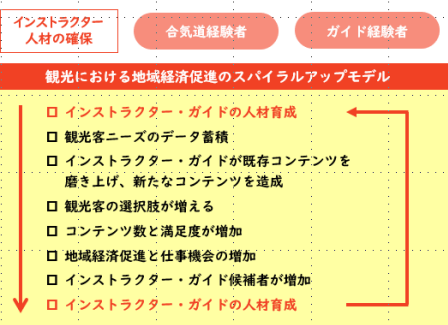 インストラクター
人材の確保
合気道経験者
ガイド経験者
観光における地域経済促進のスパイラルアップモデル
□ インストラクター・ガイドの人材育成
□ 観光客ニーズのデータ蓄積
□ インストラクター・ガイドが既存コンテンツを
磨き上げ、新たなコンテンツを造成
□ 観光客の選択肢が増える
□ コンテンツ数と満足度が増加
□ 地域経済促進と仕事機会の増加
□ インストラクター・ガイド候補者が増加
□ インストラクター・ガイドの人材育成